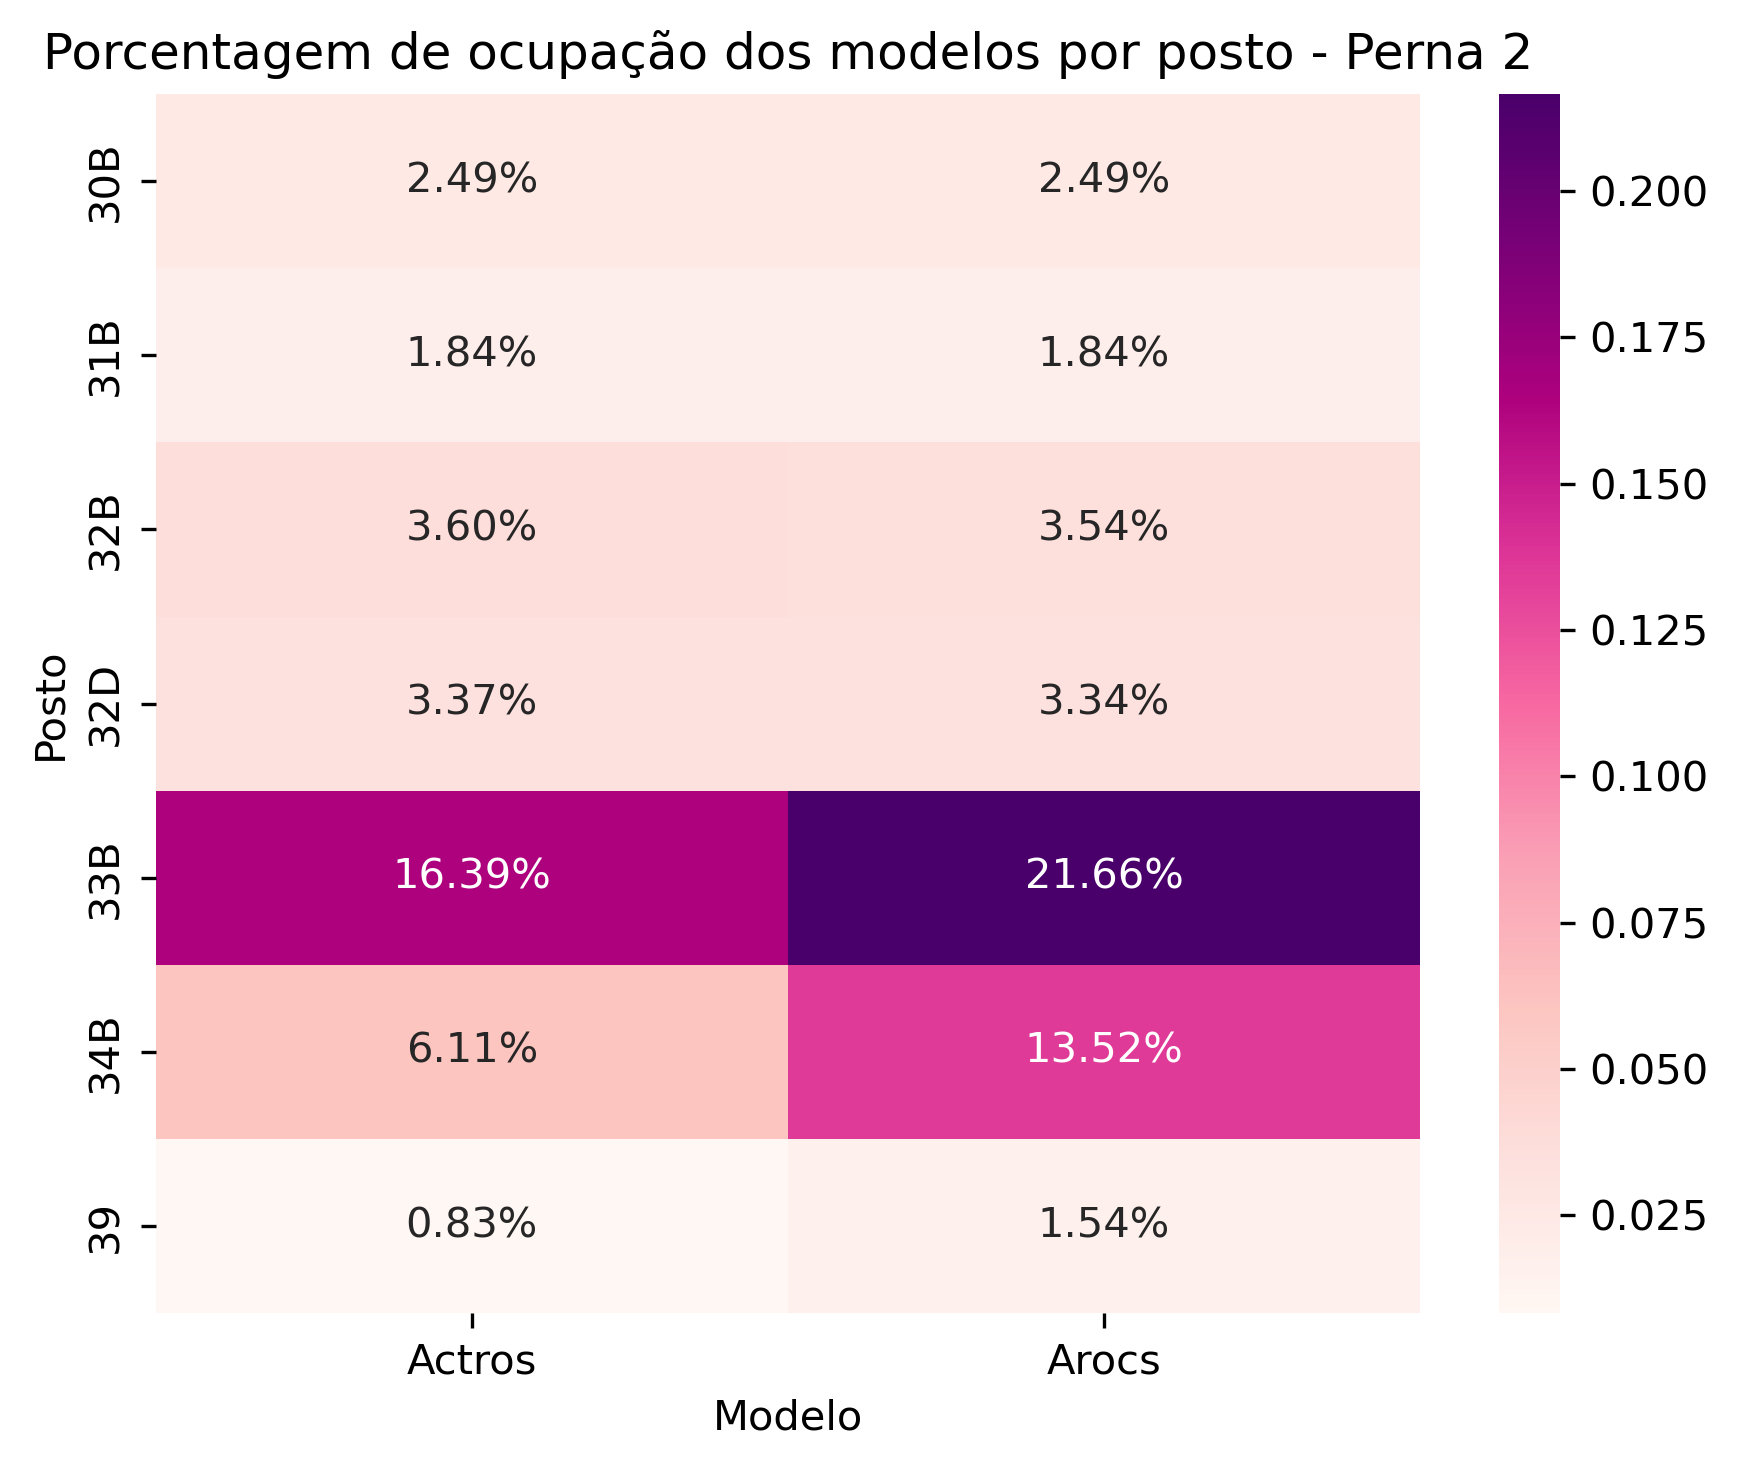 Porcentagem de ocupação dos modelos por posto - Perna 2
30B 2.49% 2.49%
31B 1.84% 1.84%
32B 3.60% 3.54%
32D 3.37% 3.34%
33B 16.39% 21.66%
34B 6.11% 13.52%
39 0.83% 1.54%
Posto
Actros Arocs
Modelo
0.200
0.175
0.150
0.125
0.100
0.075
0.050
0.025